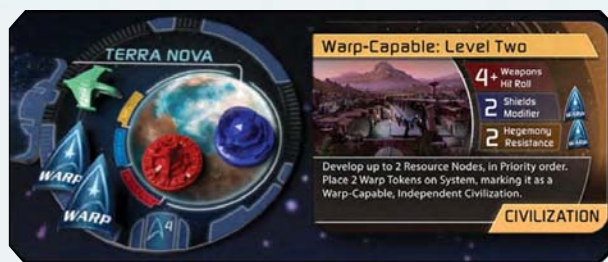 TERRA NOVA
WARP
WARP
4
Warp-Capable: Level Two
4+ Weapons
Hit Roll
2 Shields
Modifier
2 Hegemony
Resistance
Develop up to 2 Resource Nodes, in Priority order.
Place 2 Warp Tokens on System, marking it as a
Warp-Capable, Independent Civilization.
CIVILIZATION